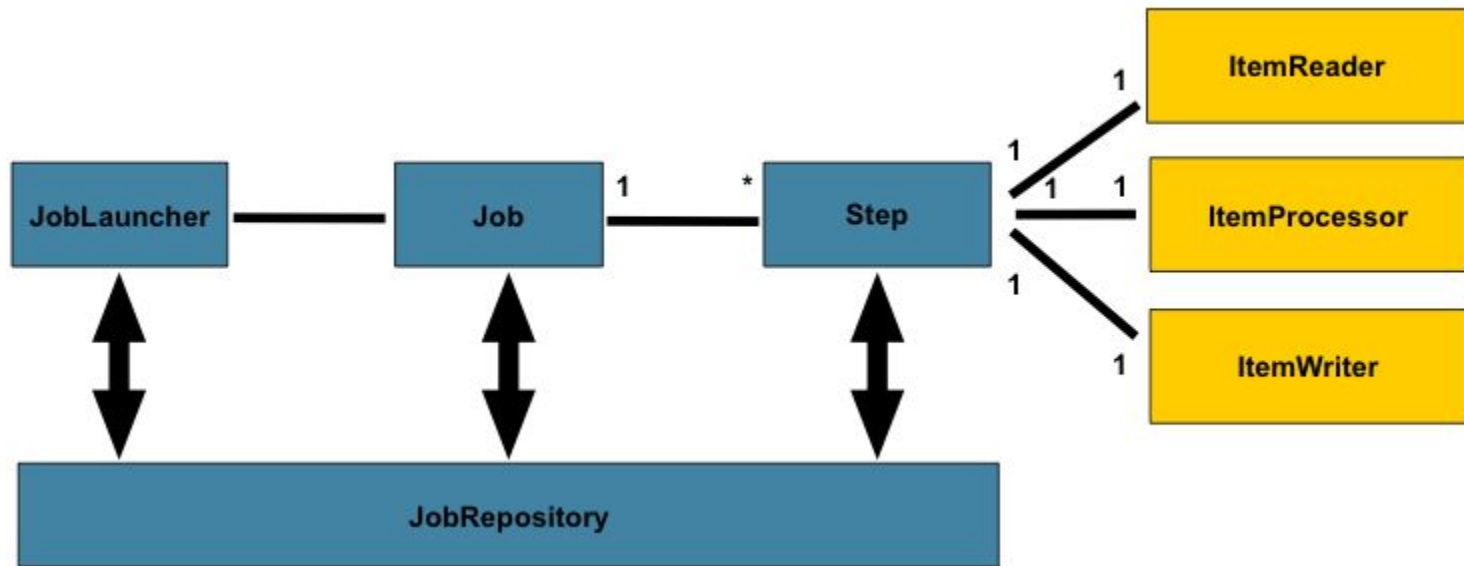 ItemReader
1
1
JobLauncher
Job
1
*
Step
1
1
ItemProcessor
1
1
ItemWriter
JobRepository